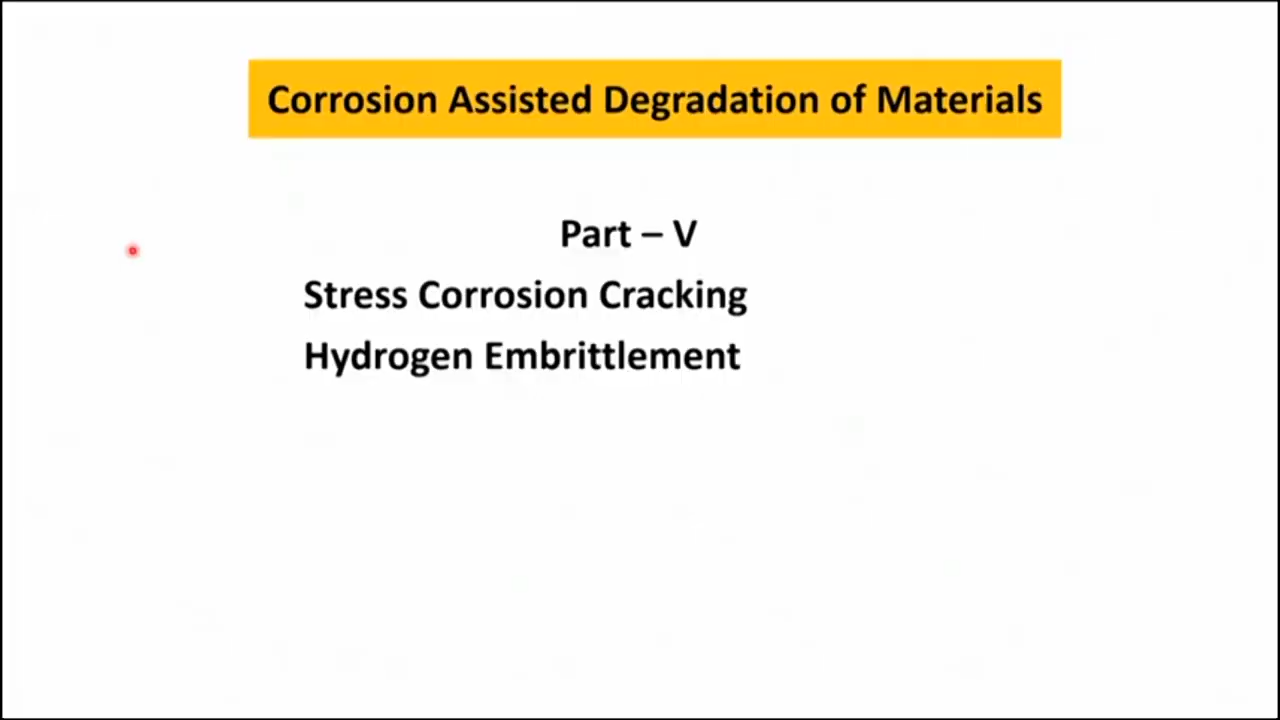 Corrosion Assisted Degradation of Materials
Part – V
Stress Corrosion Cracking
Hydrogen Embrittlement